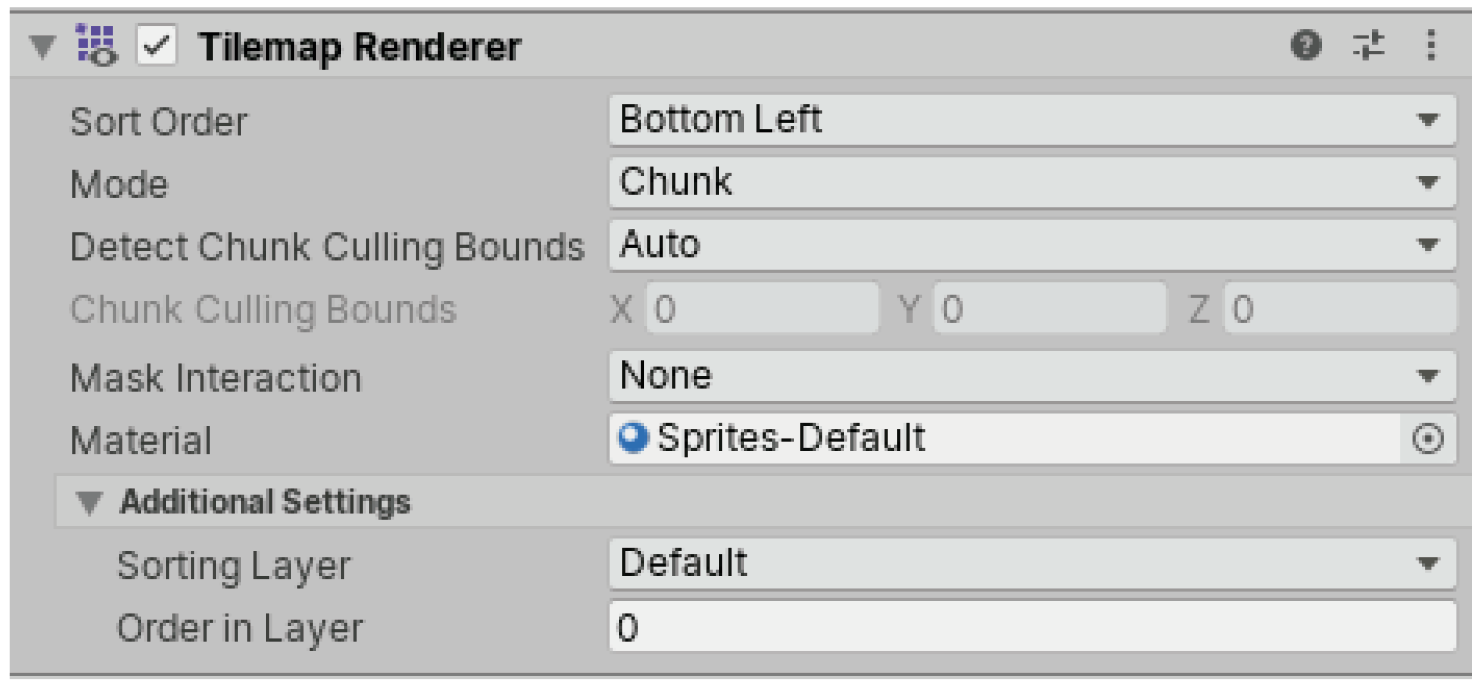 Tilemap Renderer
Sort Order Bottom Left
Mode Chunk
Detect Chunk Culling Bounds Auto
Chunk Culling Bounds X 0 Y 0 Z 0
Mask Interaction None
Material Sprites-Default
Additional Settings
Sorting Layer Default
Order in Layer 0